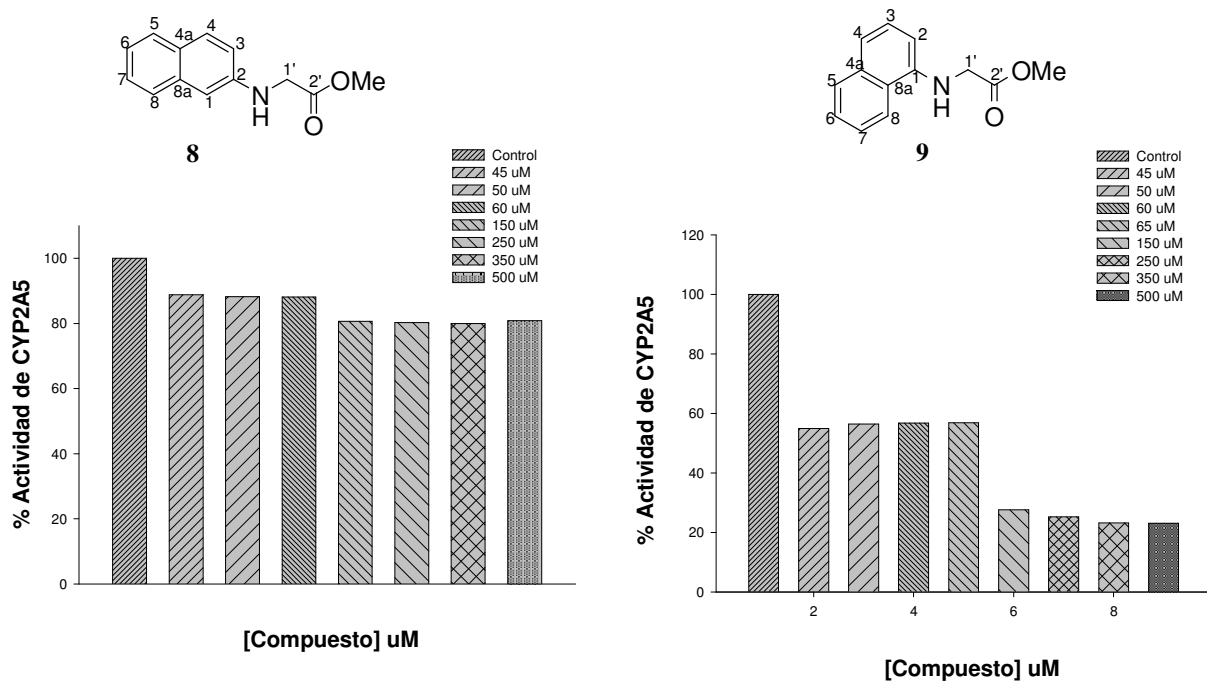 5
4
4a
6
3
7
2
8a
8
1
N
H
1'
2'
OMe
O
8
Control
45 uM
50 uM
60 uM
150 uM
250 uM
350 uM
500 uM
% Actividad de CYP2A5
100
80
60
40
20
0
[Compuesto] uM
3
4
2
4a
1
5
8a
6
8
7
N
H
1'
2'
OMe
O
9
Control
45 uM
50 uM
60 uM
65 uM
150 uM
250 uM
350 uM
500 uM
% Actividad de CYP2A5
120
100
80
60
40
20
0
2 4 6 8
[Compuesto] uM